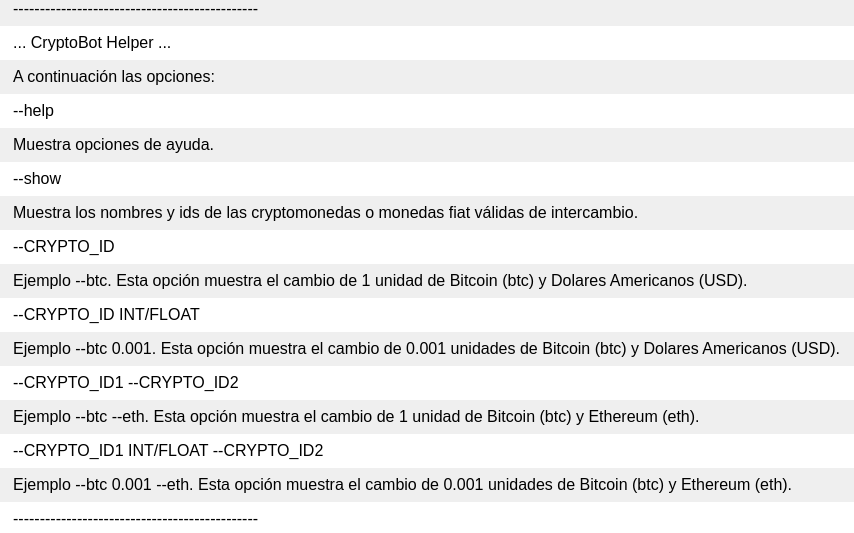 -----------------------------------------------
... CryptoBot Helper ...
A continuación las opciones:
--help
Muestra opciones de ayuda.
--show
Muestra los nombres y ids de las cryptomonedas o monedas fiat válidas de intercambio.
--CRYPTO_ID
Ejemplo --btc. Esta opción muestra el cambio de 1 unidad de Bitcoin (btc) y Dolares Americanos (USD).
--CRYPTO_ID INT/FLOAT
Ejemplo --btc 0.001. Esta opción muestra el cambio de 0.001 unidades de Bitcoin (btc) y Dolares Americanos (USD).
--CRYPTO_ID1 --CRYPTO_ID2
Ejemplo --btc --eth. Esta opción muestra el cambio de 1 unidad de Bitcoin (btc) y Ethereum (eth).
--CRYPTO_ID1 INT/FLOAT --CRYPTO_ID2
Ejemplo --btc 0.001 --eth. Esta opción muestra el cambio de 0.001 unidades de Bitcoin (btc) y Ethereum (eth).
-----------------------------------------------